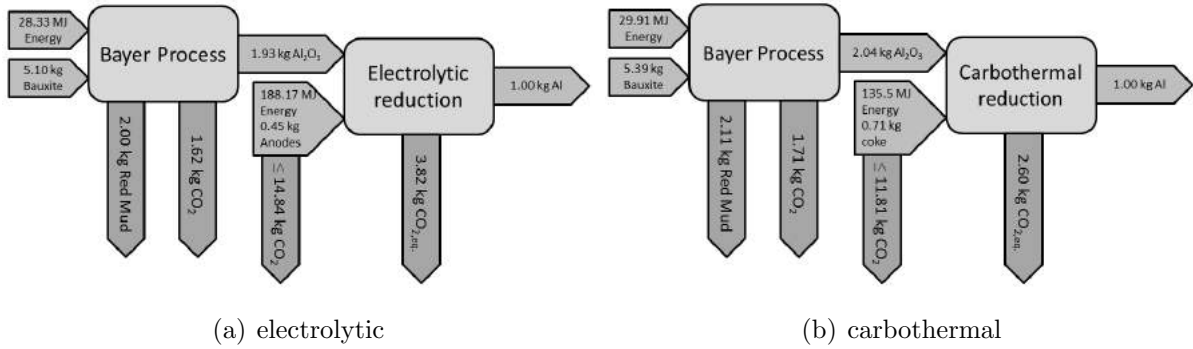 28.33 MJ
Energy
5.10 kg
Bauxite
Bayer Process
1.93 kg Al₂O₃
188.17 MJ
Energy
0.45 kg
Anodes
Electrolytic
reduction
1.00 kg Al
2.00 kg Red Mud
1.62 kg CO₂
≤ 14.84 kg CO₂
3.82 kg CO₂,eq.
(a) electrolytic
29.91 MJ
Energy
5.39 kg
Bauxite
Bayer Process
2.04 kg Al₂O₃
135.5 MJ
Energy
0.71 kg
coke
Carbothermal
reduction
1.00 kg Al
2.11 kg Red Mud
1.71 kg CO₂
≤ 11.81 kg CO₂
2.60 kg CO₂,eq.
(b) carbothermal